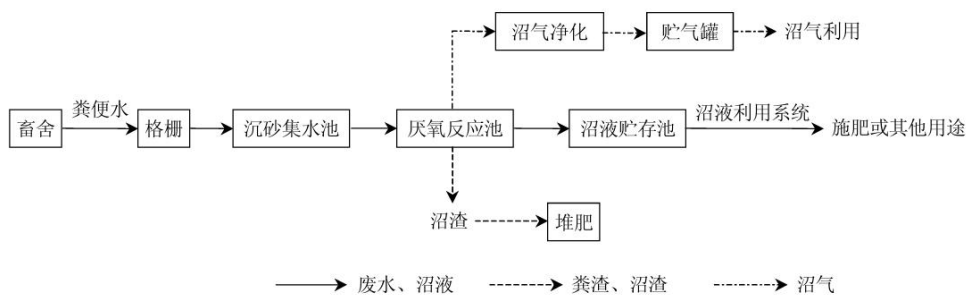 沼气净化
贮气罐
沼气利用
粪便水
畜舍
格栅
沉砂集水池
厌氧反应池
沼液贮存池
沼液利用系统
施肥或其他用途
沼渣
堆肥
废水、沼液
粪渣、沼渣
沼气